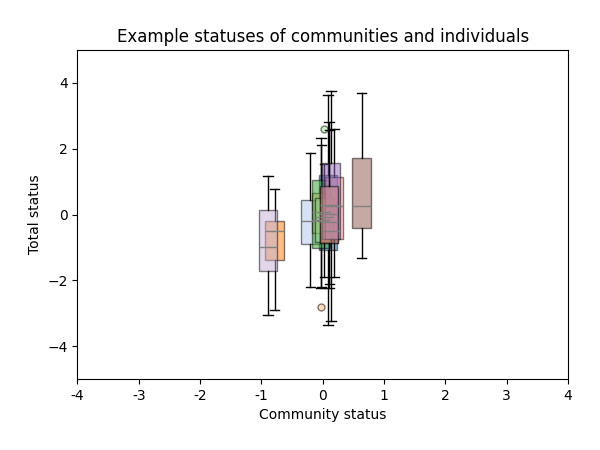 Example statuses of communities and individuals
4
2
0
−2
−4
Total status
-4 -3 -2 -1 0 1 2 3 4
Community status